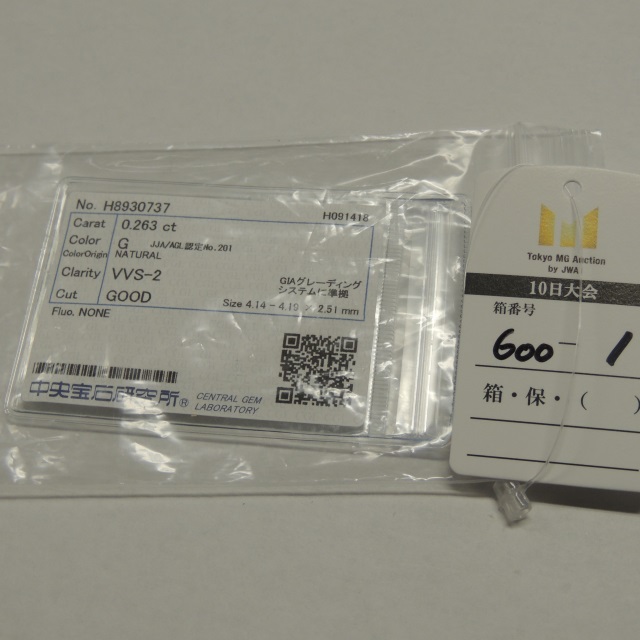 No. H8930737
H091418
Carat 0.263 ct
Color G JJA/AGL認定No.201
ColorOrigin NATURAL
Clarity VVS-2
GIAグレーディング
システムに準拠
Cut GOOD
Size 4.14 - 4.19 × 2.51 mm
Fluo. NONE
中央宝石研究所®
CENTRAL GEM
LABORATORY
Tokyo MG Auction
by JWA
10日大会
箱番号
600-1
箱・保・( )